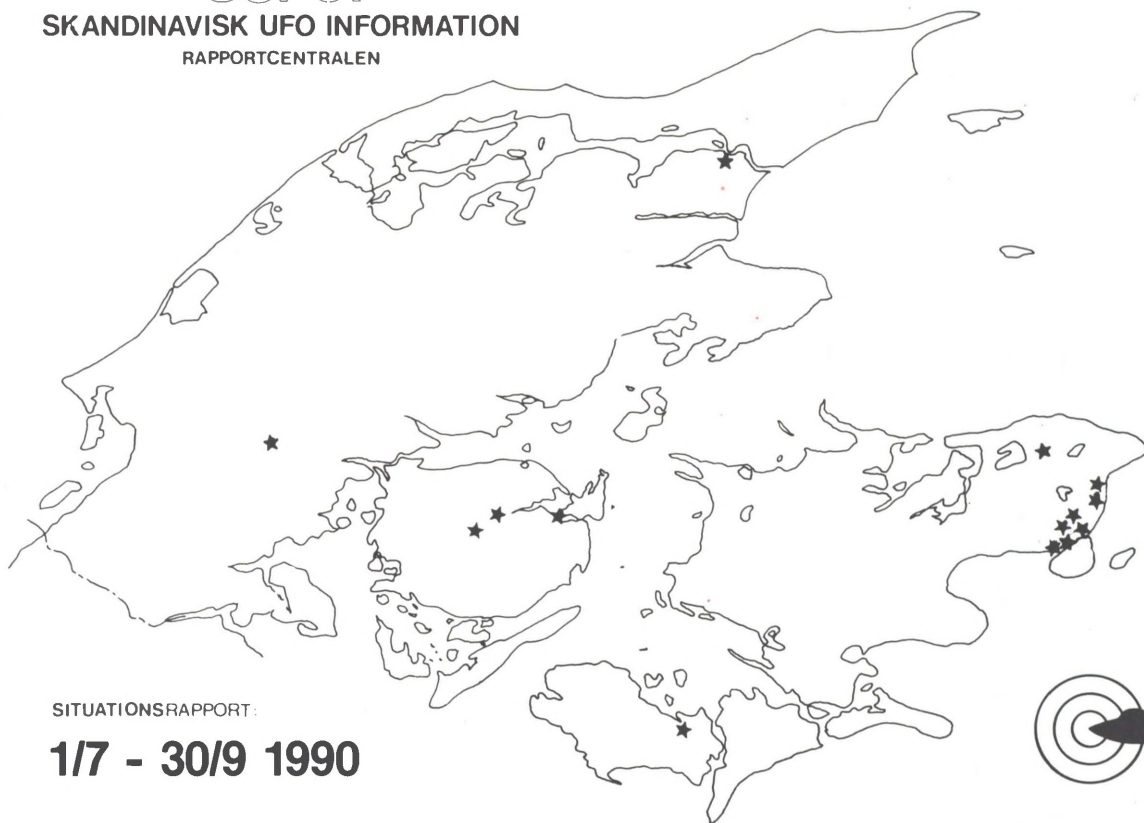 SKANDINAVISK UFO INFORMATION
RAPPORTCENTRALEN
SITUATIONSRAPPORT:
1/7 - 30/9 1990